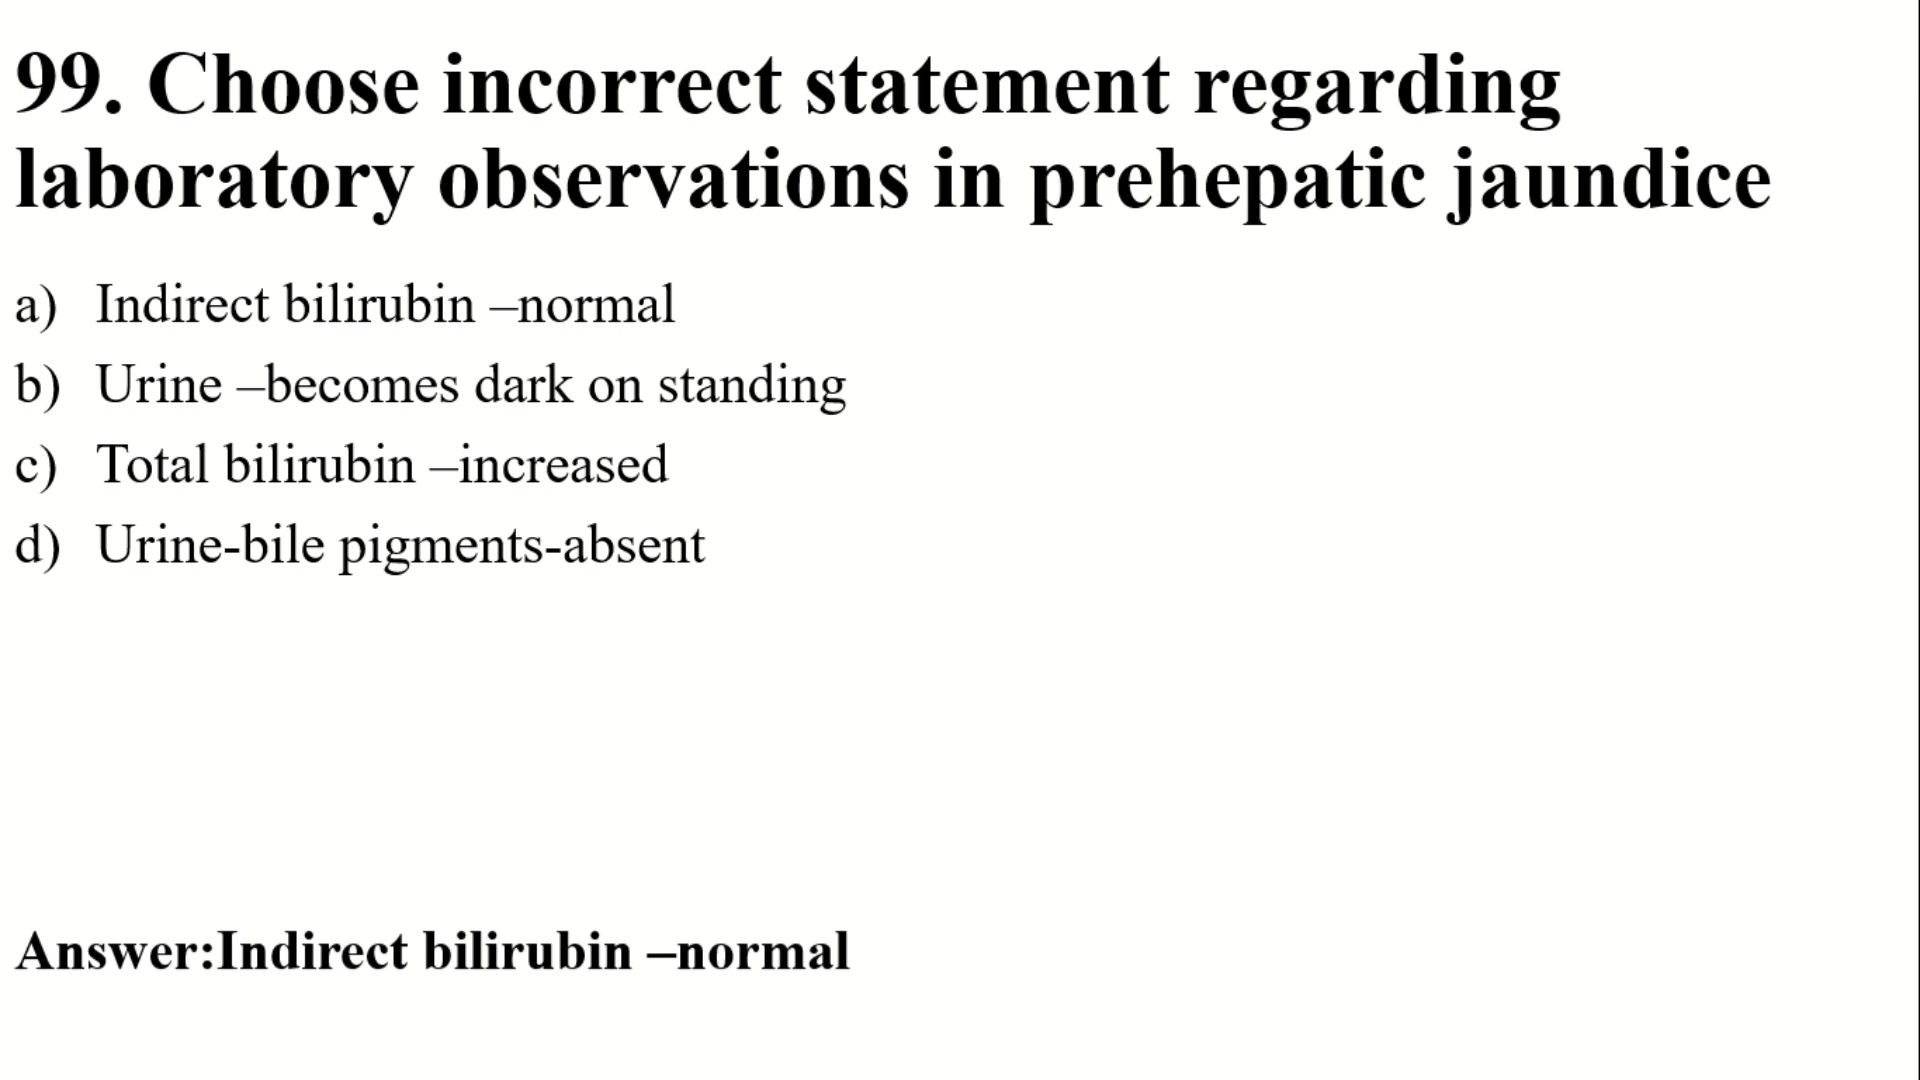 99. Choose incorrect statement regarding
laboratory observations in prehepatic jaundice
a) Indirect bilirubin –normal
b) Urine –becomes dark on standing
c) Total bilirubin –increased
d) Urine-bile pigments-absent
Answer:Indirect bilirubin –normal